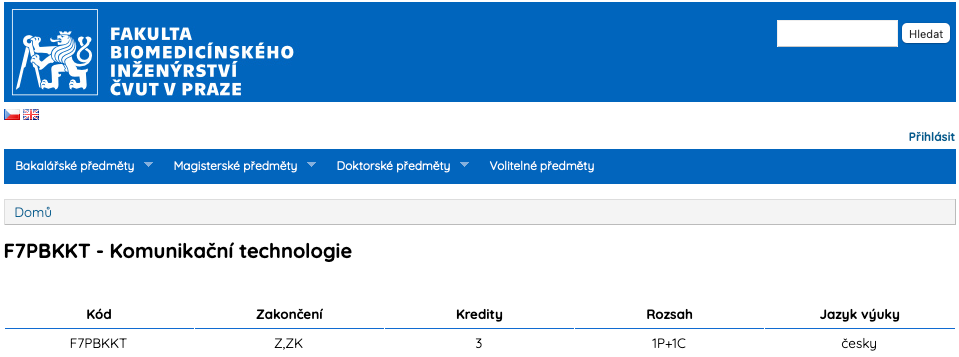 FAKULTA
BIOMEDICÍNSKÉHO
INŽENÝRSTVÍ
ČVUT V PRAZE
Hledat
Přihlásit
Bakalářské předměty Magisterské předměty Doktorské předměty Volitelné předměty
Domů
F7PBKKT - Komunikační technologie
Kód Zakončení Kredity Rozsah Jazyk výuky
F7PBKKT Z,ZK 3 1P+1C česky